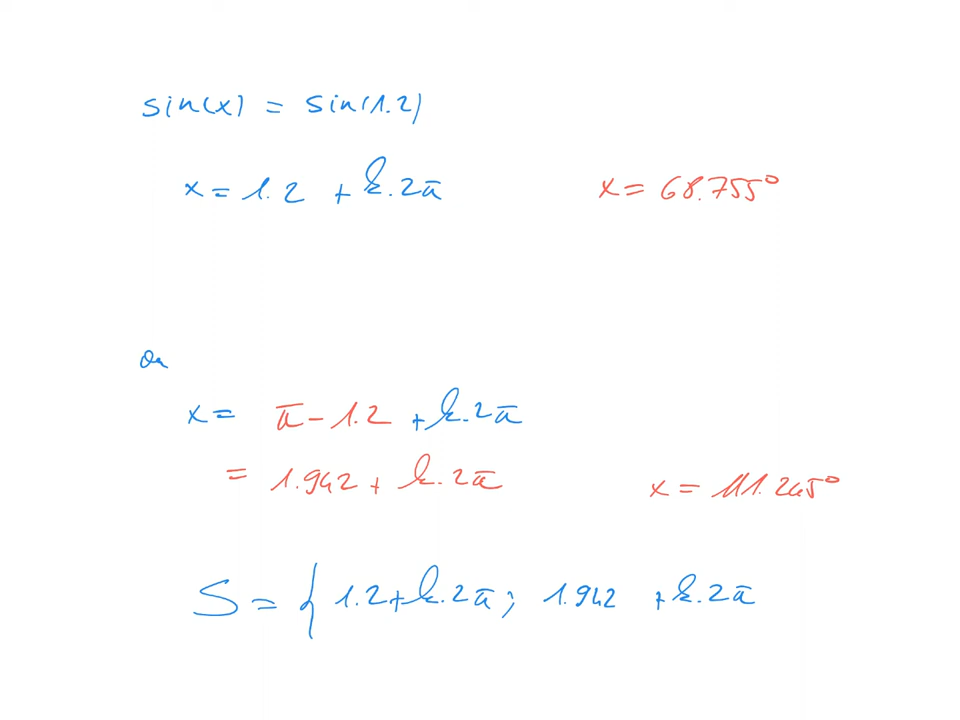 sin(x) = sin(1.2)
x = 1.2 + k.2π x = 68.755°
or
x = π - 1.2 + k.2π
= 1.942 + k.2π x = 111.245°
S = { 1.2 + k.2π ; 1.942 + k.2π